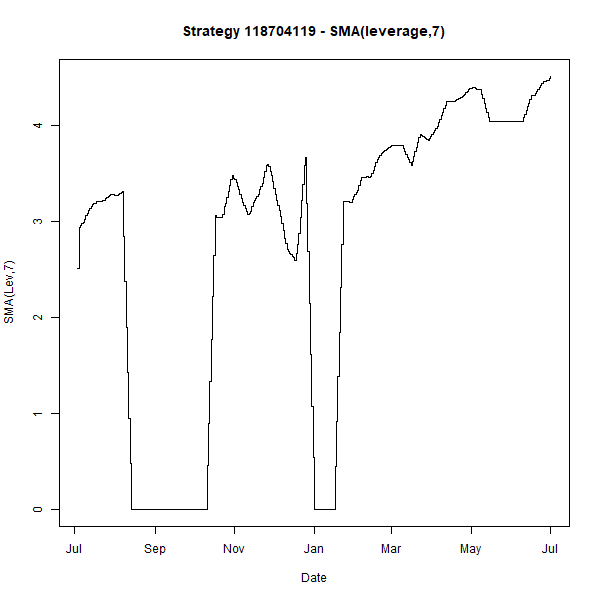 Strategy 118704119 - SMA(leverage,7)
SMA(Lev,7)
4
3
2
1
0
Jul Sep Nov Jan Mar May Jul
Date